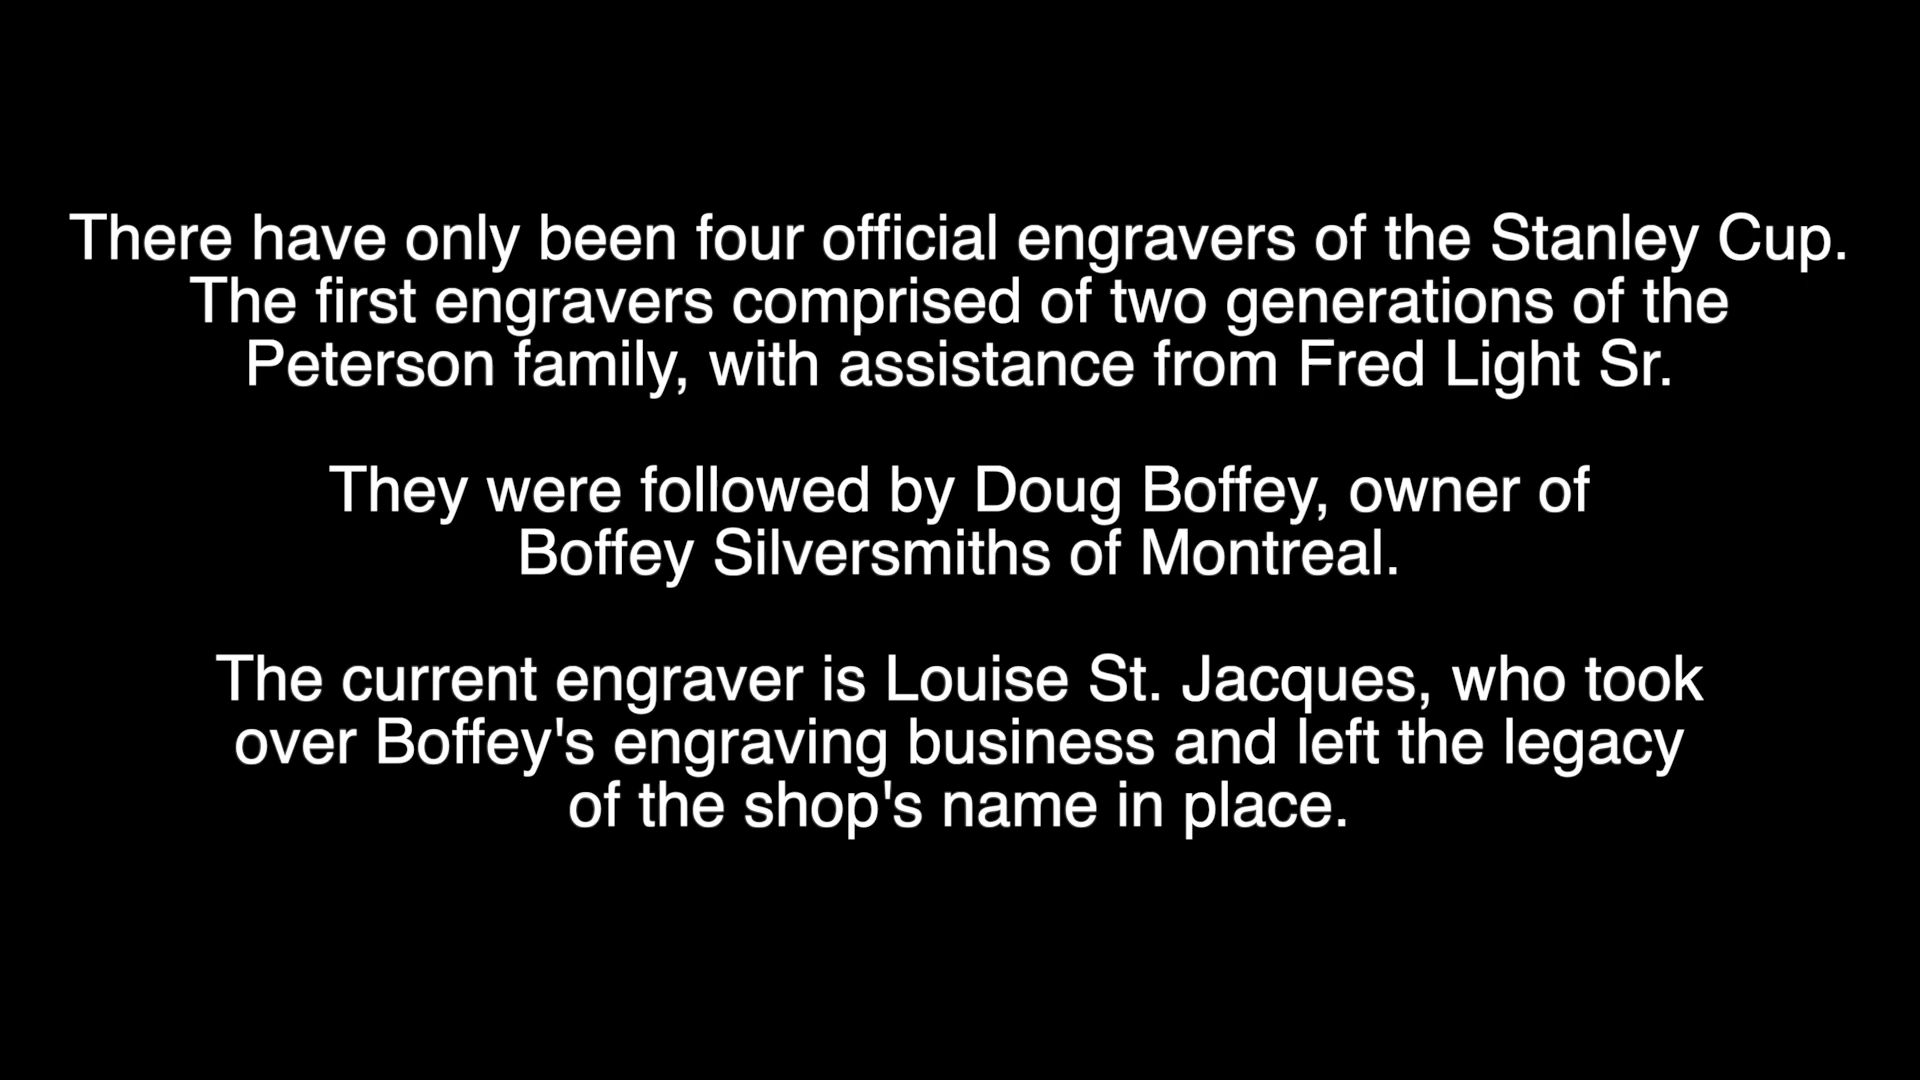 There have only been four official engravers of the Stanley Cup.
The first engravers comprised of two generations of the
Peterson family, with assistance from Fred Light Sr.
They were followed by Doug Boffey, owner of
Boffey Silversmiths of Montreal.
The current engraver is Louise St. Jacques, who took
over Boffey's engraving business and left the legacy
of the shop's name in place.